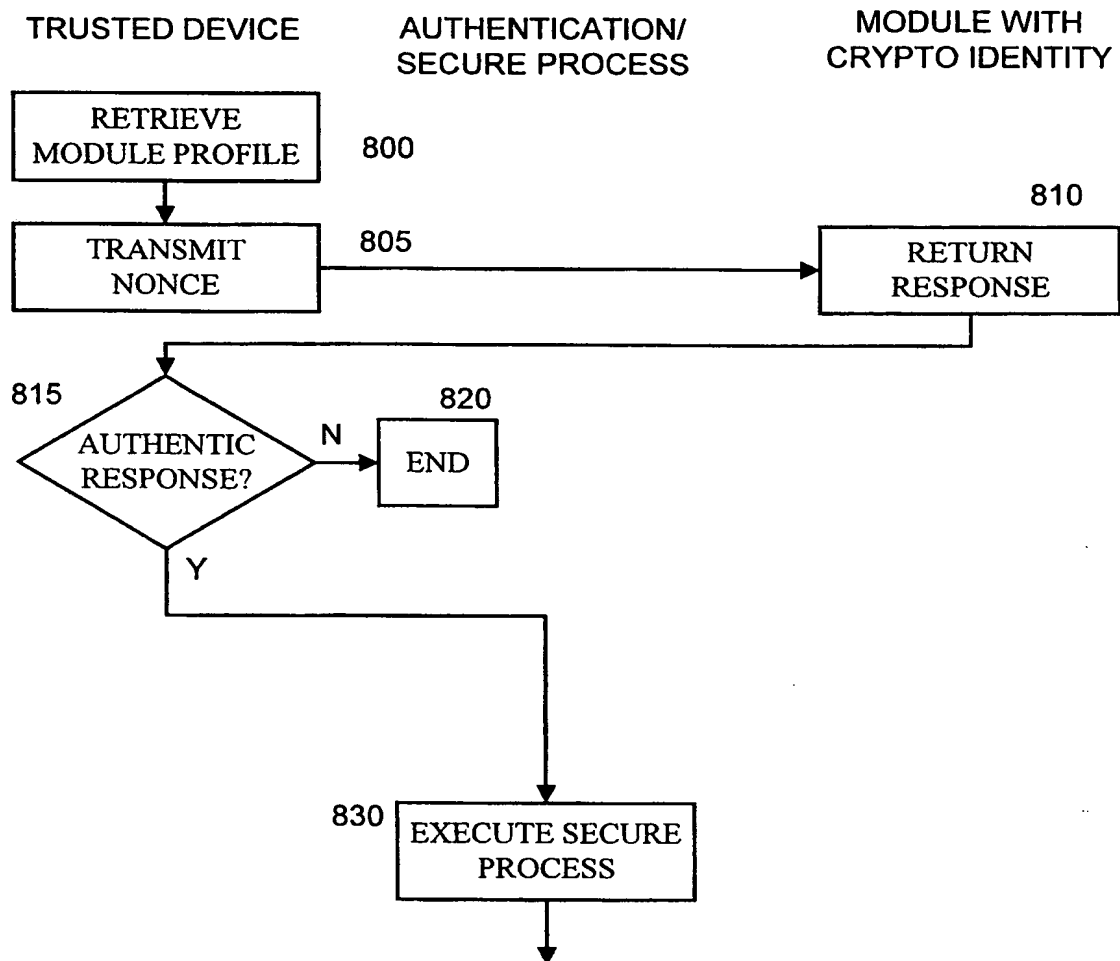 TRUSTED DEVICE
AUTHENTICATION/
SECURE PROCESS
MODULE WITH
CRYPTO IDENTITY
RETRIEVE
MODULE PROFILE
800
TRANSMIT
NONCE
805
810
RETURN
RESPONSE
815
AUTHENTIC
RESPONSE?
N
820
END
Y
830
EXECUTE SECURE
PROCESS